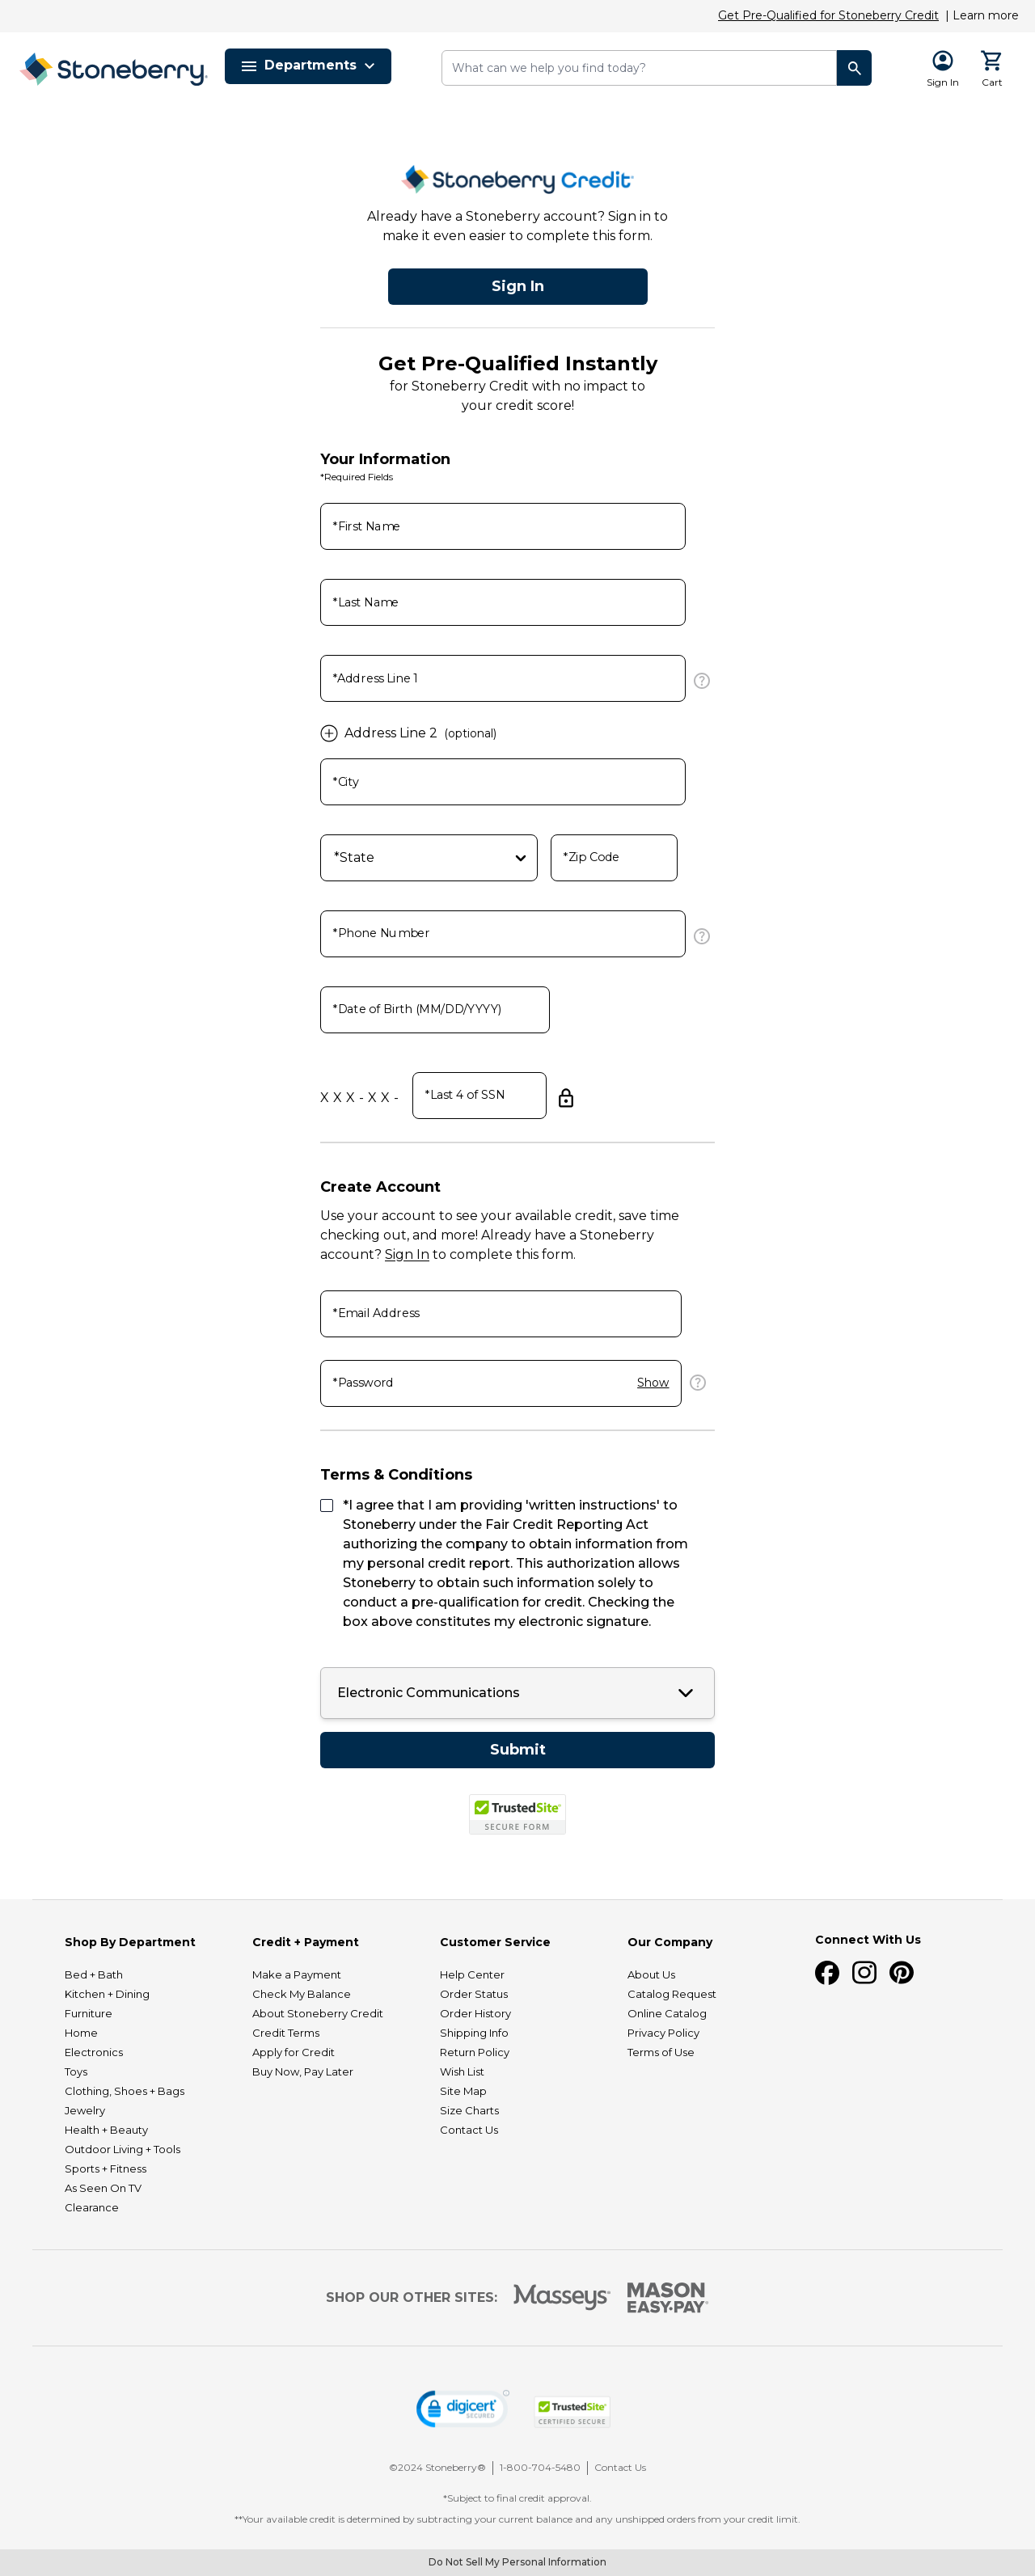 Get Pre-Qualified for Stoneberry Credit | Learn more
Stoneberry
Departments
What can we help you find today?
Sign In
Cart
Stoneberry Credit
Already have a Stoneberry account? Sign in to
make it even easier to complete this form.
Sign In
Get Pre-Qualified Instantly
for Stoneberry Credit with no impact to
your credit score!
Your Information
*Required Fields
*First Name
*Last Name
*Address Line 1
Address Line 2 (optional)
*City
*State
*Zip Code
*Phone Number
*Date of Birth (MM/DD/YYYY)
X X X - X X -
*Last 4 of SSN
Create Account
Use your account to see your available credit, save time
checking out, and more! Already have a Stoneberry
account? Sign In to complete this form.
*Email Address
*Password
Show
Terms & Conditions
*I agree that I am providing 'written instructions' to
Stoneberry under the Fair Credit Reporting Act
authorizing the company to obtain information from
my personal credit report. This authorization allows
Stoneberry to obtain such information solely to
conduct a pre-qualification for credit. Checking the
box above constitutes my electronic signature.
Electronic Communications
Submit
TrustedSite
SECURE FORM
Shop By Department
Bed + Bath
Kitchen + Dining
Furniture
Home
Electronics
Toys
Clothing, Shoes + Bags
Jewelry
Health + Beauty
Outdoor Living + Tools
Sports + Fitness
As Seen On TV
Clearance
Credit + Payment
Make a Payment
Check My Balance
About Stoneberry Credit
Credit Terms
Apply for Credit
Buy Now, Pay Later
Customer Service
Help Center
Order Status
Order History
Shipping Info
Return Policy
Wish List
Site Map
Size Charts
Contact Us
Our Company
About Us
Catalog Request
Online Catalog
Privacy Policy
Terms of Use
Connect With Us
SHOP OUR OTHER SITES:
Masseys
MASON
EASY•PAY
digicert
SECURED
TrustedSite
CERTIFIED SECURE
©2024 Stoneberry® | 1-800-704-5480 | Contact Us
*Subject to final credit approval.
**Your available credit is determined by subtracting your current balance and any unshipped orders from your credit limit.
Do Not Sell My Personal Information